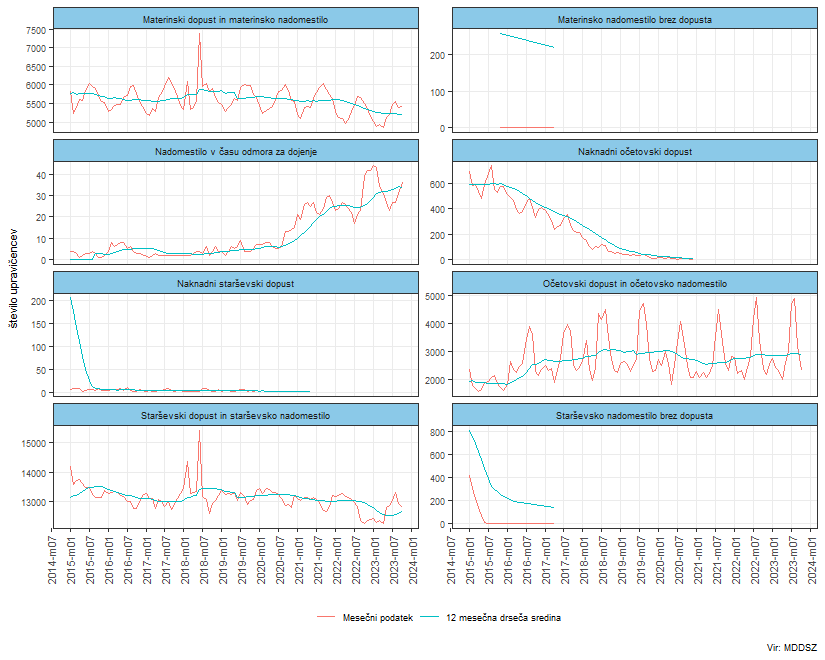 Materinski dopust in materinsko nadomestilo
7500
7000
6500
6000
5500
5000
Materinsko nadomestilo brez dopusta
200
100
0
Nadomestilo v času odmora za dojenje
40
30
20
10
0
Naknadni očetovski dopust
600
400
200
0
število upravičencev
Naknadni starševski dopust
200
150
100
50
0
Očetovski dopust in očetovsko nadomestilo
5000
4000
3000
2000
Starševski dopust in starševsko nadomestilo
15000
14000
13000
Starševsko nadomestilo brez dopusta
800
600
400
200
0
2014-m07
2015-m01
2015-m07
2016-m01
2016-m07
2017-m01
2017-m07
2018-m01
2018-m07
2019-m01
2019-m07
2020-m01
2020-m07
2021-m01
2021-m07
2022-m01
2022-m07
2023-m01
2023-m07
2024-m01
2014-m07
2015-m01
2015-m07
2016-m01
2016-m07
2017-m01
2017-m07
2018-m01
2018-m07
2019-m01
2019-m07
2020-m01
2020-m07
2021-m01
2021-m07
2022-m01
2022-m07
2023-m01
2023-m07
2024-m01
Mesečni podatek
12 mesečna drseča sredina
Vir: MDDSZ